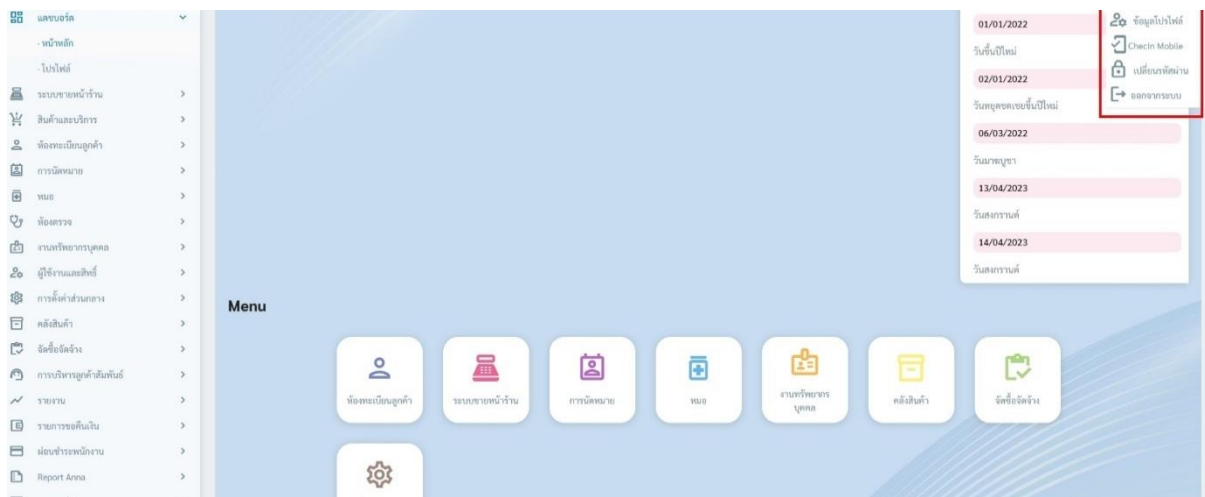 แดชบอร์ด
- หน้าหลัก
- โปรไฟล์
ระบบขายหน้าร้าน
สินค้าและบริการ
ห้องทะเบียนลูกค้า
การนัดหมาย
หมอ
ห้องตรวจ
งานทรัพยากรบุคคล
ผู้ใช้งานและสิทธิ์
การตั้งค่าส่วนกลาง
คลังสินค้า
จัดซื้อจัดจ้าง
การบริหารลูกค้าสัมพันธ์
รายงาน
รายการขอคืนเงิน
ผ่อนชำระพนักงาน
Report Anna
01/01/2022
วันขึ้นปีใหม่
02/01/2022
วันหยุดชดเชยขึ้นปีใหม่
06/03/2022
วันมาฆบูชา
13/04/2023
วันสงกรานต์
14/04/2023
วันสงกรานต์
ข้อมูลโปรไฟล์
ChecIn Mobile
เปลี่ยนรหัสผ่าน
ออกจากระบบ
Menu
ห้องทะเบียนลูกค้า
ระบบขายหน้าร้าน
การนัดหมาย
หมอ
งานทรัพยากร
บุคคล
คลังสินค้า
จัดซื้อจัดจ้าง